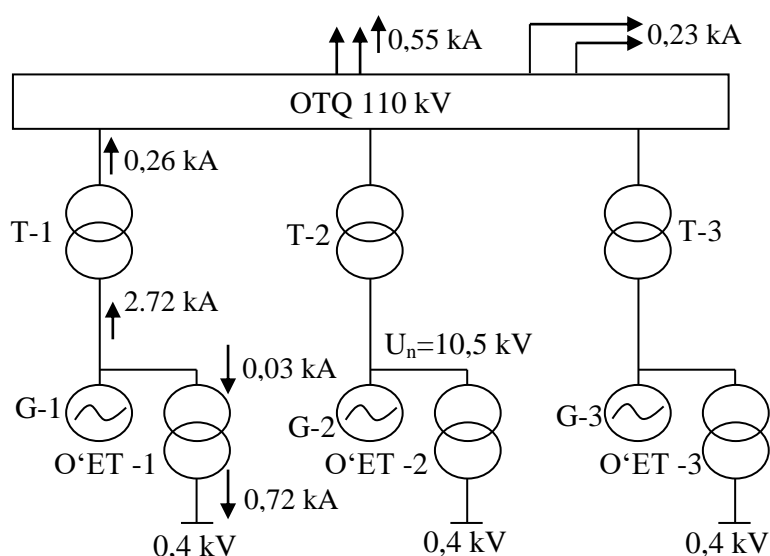 0,55 kA
0,23 kA
OTQ 110 kV
0,26 kA
T-1
T-2
T-3
2.72 kA
Uₙ=10,5 kV
0,03 kA
G-1
G-2
G-3
O‘ET -1
O‘ET -2
O‘ET -3
0,72 kA
0,4 kV
0,4 kV
0,4 kV